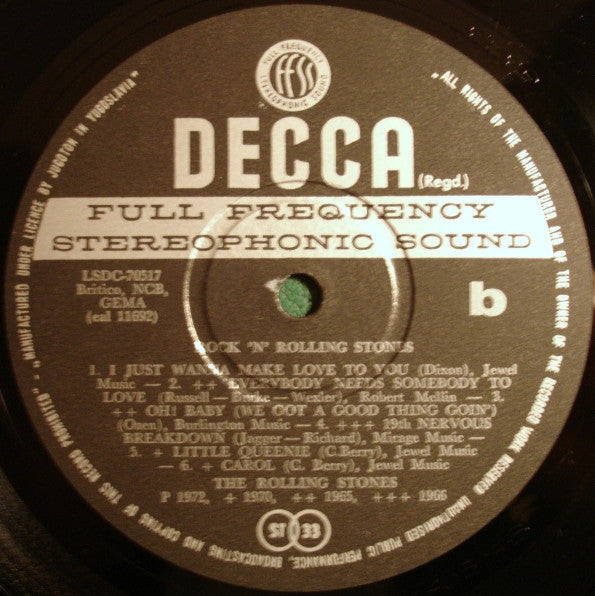 FULL FREQUENCY
ffss
STEREOPHONIC SOUND
DECCA
(Regd.)
FULL FREQUENCY
STEREOPHONIC SOUND
LSDC-70517
Britico, NCB,
GEMA
(eal 11692)
b
ROCK "N" ROLLING STONES
1. I JUST WANNA MAKE LOVE TO YOU (Dixon), Jewel
Music — 2. ++ EVERYBODY NEEDS SOMEBODY TO
LOVE (Russell — Burke — Wexler), Robert Mellin — 3.
++ OH! BABY (WE GOT A GOOD THING GOIN")
(Ozen), Burlington Music — 4. +++ 19th NERVOUS
BREAKDOWN (Jagger — Richard), Mirage Music —
5. + LITTLE QUEENIE (C.Berry), Jewel Music —
— 6. + CAROL (C. Berry), Jewel Music
THE ROLLING STONES
P 1972, + 1970, ++ 1965, +++ 1966
ST 33
"MANUFACTURED UNDER LICENCE BY JUGOTON IN YUGOSLAVIA"
"ALL RIGHTS OF THE MANUFACTURER AND OF THE OWNER OF THE RECORDED WORK RESERVED UNAUTHORISED PUBLIC PERFORMANCE, BROADCASTING AND COPYING OF THIS RECORD PROHIBITED"